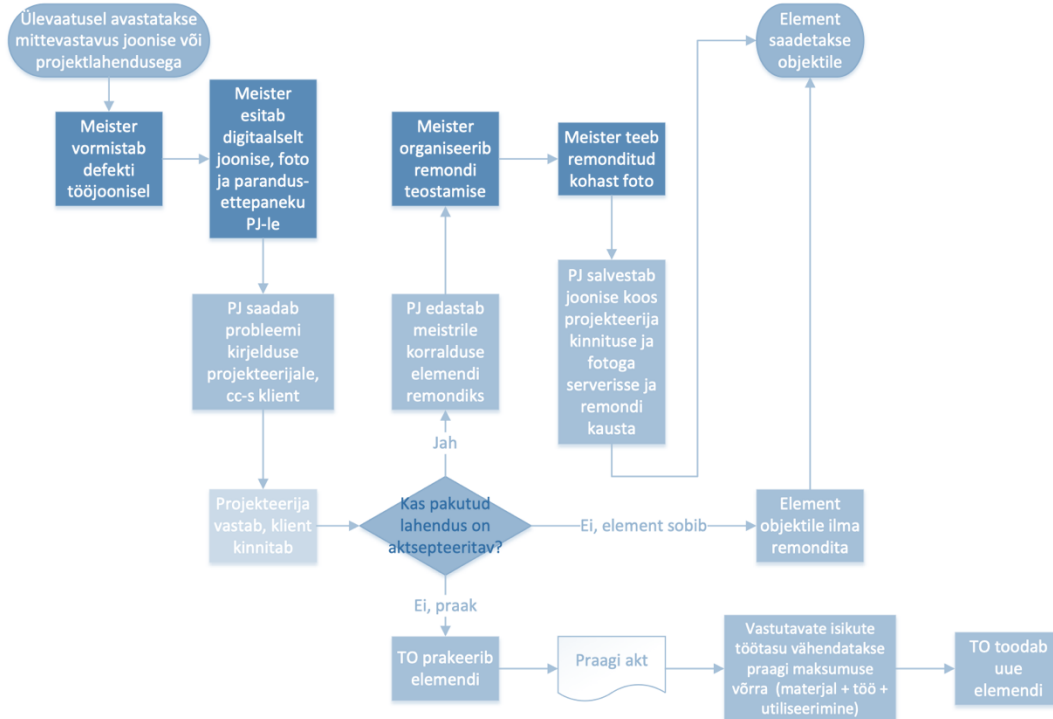 Ülevaatusel avastatakse
mittevastavus joonise või
projektlahendusega
Meister
vormistab
defekti
tööjoonisel
Meister
esitab
digitaalselt
joonise, foto
ja parandus-
ettepaneku
PJ-le
PJ saadab
probleemi
kirjelduse
projekteerijale,
cc-s klient
Projekteerija
vastab, klient
kinnitab
Kas pakutud
lahendus on
aktsepteeritav?
Jah
PJ edastab
meistrile
korralduse
elemendi
remondiks
Meister
organiseerib
remondi
teostamise
Meister teeb
remonditud
kohast foto
PJ salvestab
joonise koos
projekteerija
kinnituse ja
fotoga
serverisse ja
remondi
kausta
Element
saadetakse
objektile
Ei, element sobib
Element
objektile ilma
remondita
Ei, praak
TO prakeerib
elemendi
Praagi akt
Vastutavate isikute
töötasu vähendatakse
praagi maksumuse
võrra (materjal + töö +
utiliseerimine)
TO toodab
uue
elemendi